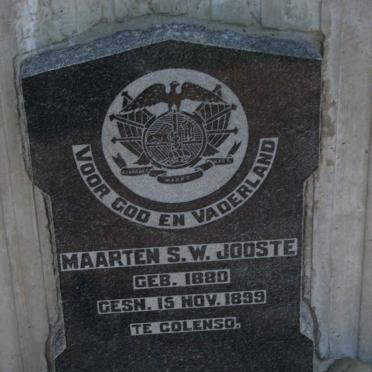 VOOR GOD EN VADERLAND
MAARTEN S.W. JOOSTE
GEB. 1880
GESN. 15 NOV. 1899
TE COLENSO.